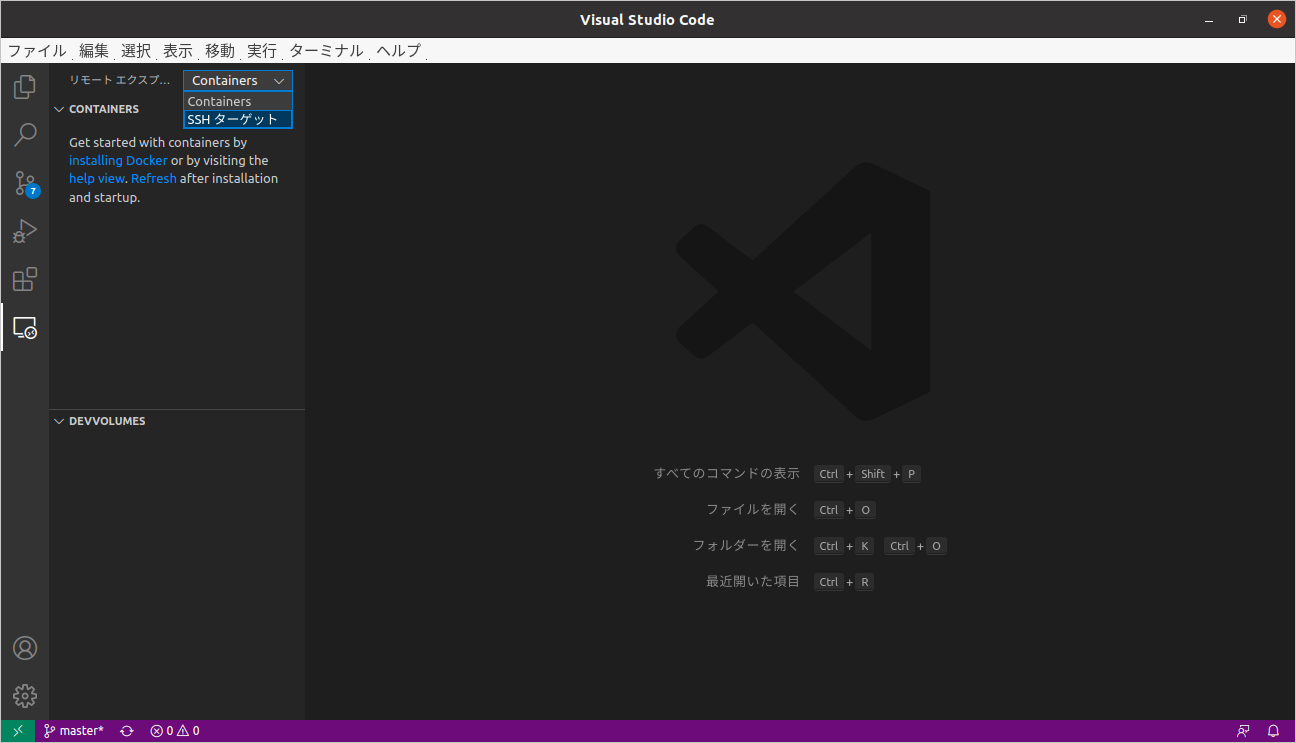 Visual Studio Code
ファイル 編集 選択 表示 移動 実行 ターミナル ヘルプ
リモート エクスプ... Containers
Containers
SSH ターゲット
CONTAINERS
Get started with containers by
installing Docker or by visiting the
help view. Refresh after installation
and startup.
7
DEVVOLUMES
すべてのコマンドの表示 Ctrl + Shift + P
ファイルを開く Ctrl + O
フォルダーを開く Ctrl + K Ctrl + O
最近開いた項目 Ctrl + R
master* 0 0